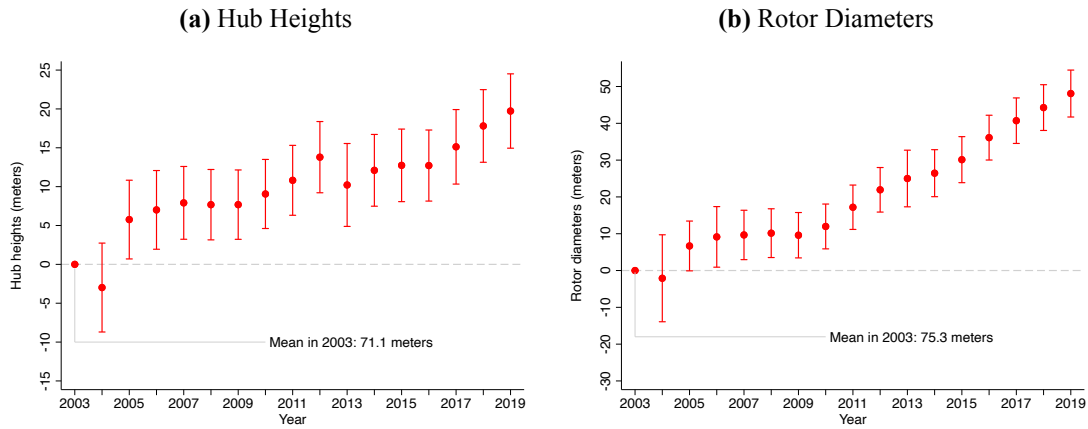 (a) Hub Heights
25
20
15
10
5
0
-5
-10
-15
Hub heights (meters)
Mean in 2003: 71.1 meters
2003 2005 2007 2009 2011 2013 2015 2017 2019
Year
(b) Rotor Diameters
50
40
30
20
10
0
-10
-20
-30
Rotor diameters (meters)
Mean in 2003: 75.3 meters
2003 2005 2007 2009 2011 2013 2015 2017 2019
Year